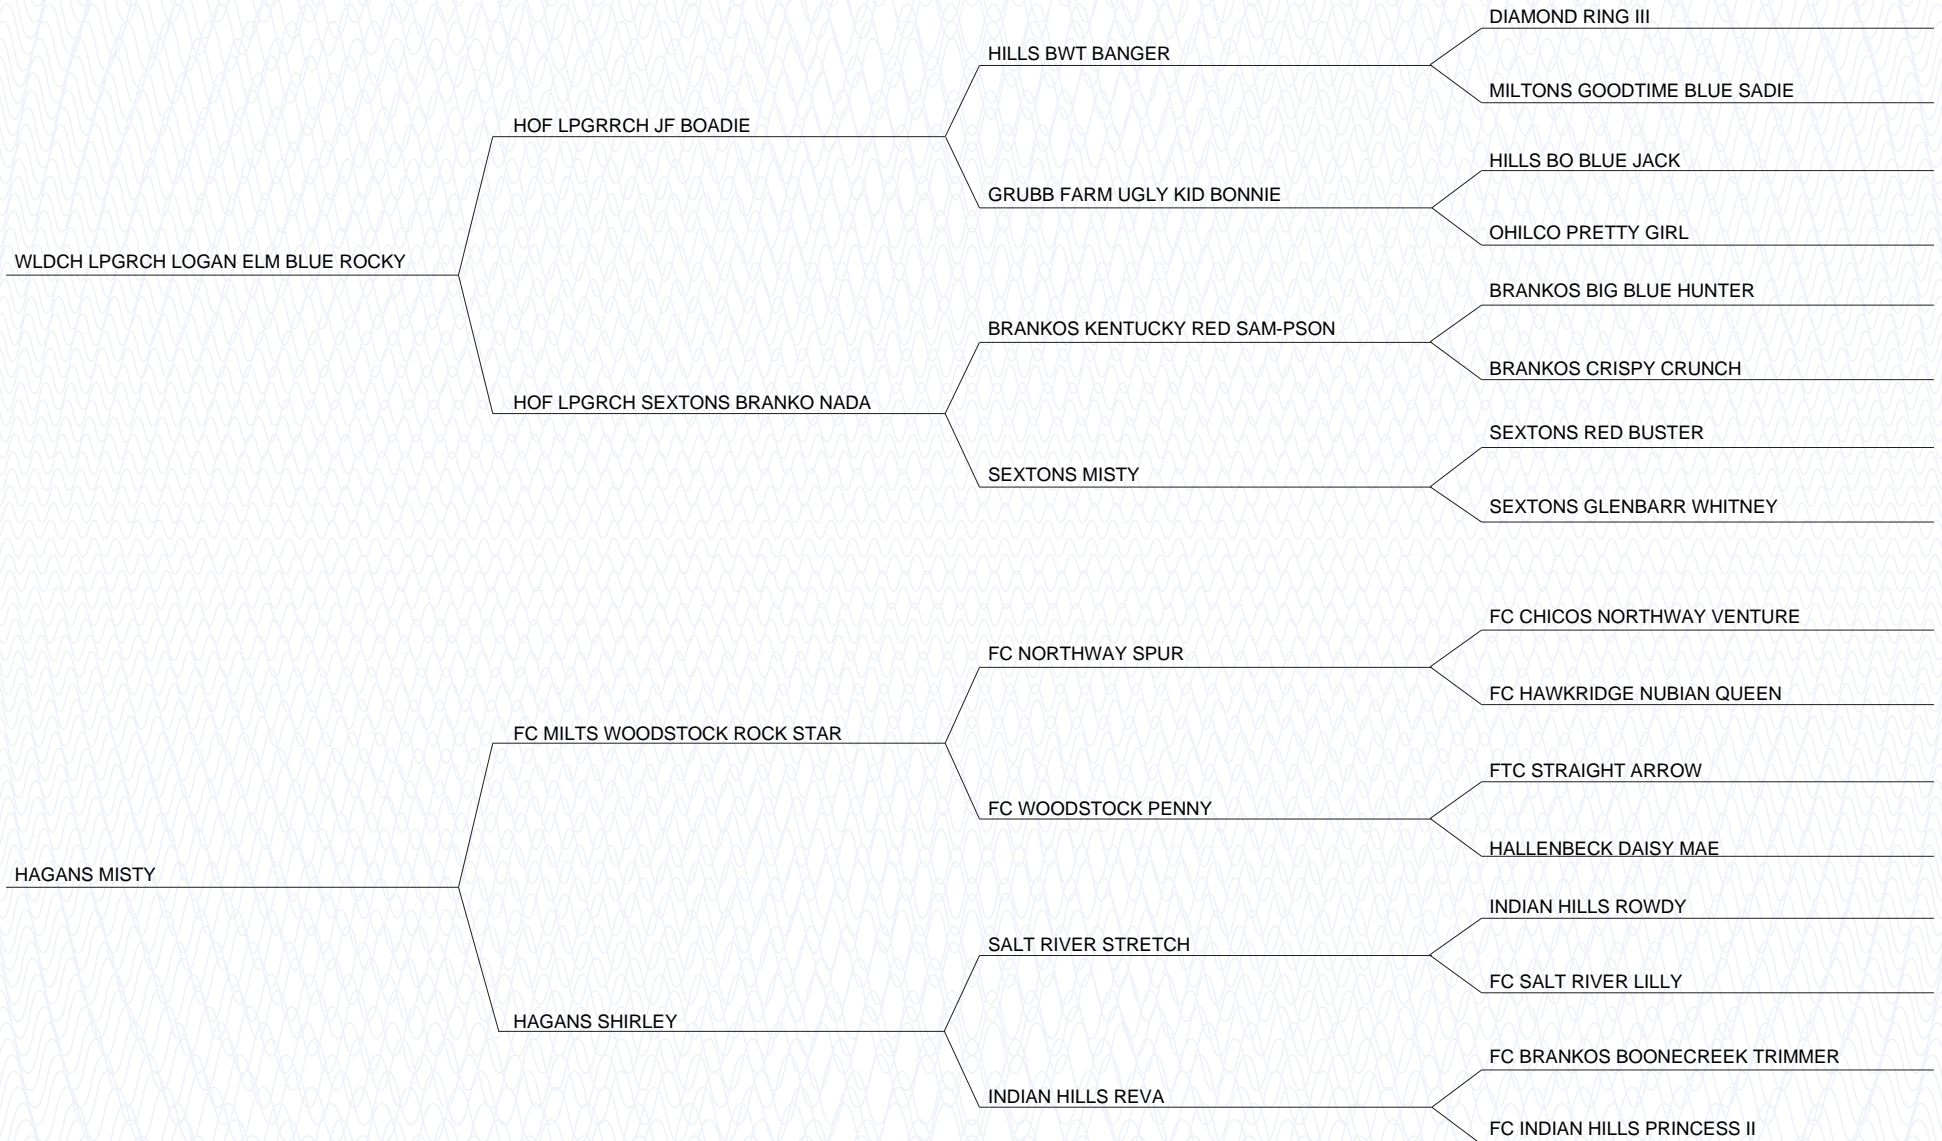 DIAMOND RING III
HILLS BWT BANGER
MILTONS GOODTIME BLUE SADIE
HOF LPGRRCH JF BOADIE
HILLS BO BLUE JACK
GRUBB FARM UGLY KID BONNIE
OHILCO PRETTY GIRL
WLDCH LPGRCH LOGAN ELM BLUE ROCKY
BRANKOS BIG BLUE HUNTER
BRANKOS KENTUCKY RED SAM-PSON
BRANKOS CRISPY CRUNCH
HOF LPGRCH SEXTONS BRANKO NADA
SEXTONS RED BUSTER
SEXTONS MISTY
SEXTONS GLENBARR WHITNEY
FC CHICOS NORTHWAY VENTURE
FC NORTHWAY SPUR
FC HAWKRIDGE NUBIAN QUEEN
FC MILTS WOODSTOCK ROCK STAR
FTC STRAIGHT ARROW
FC WOODSTOCK PENNY
HALLENBECK DAISY MAE
HAGANS MISTY
INDIAN HILLS ROWDY
SALT RIVER STRETCH
FC SALT RIVER LILLY
HAGANS SHIRLEY
FC BRANKOS BOONECREEK TRIMMER
INDIAN HILLS REVA
FC INDIAN HILLS PRINCESS II